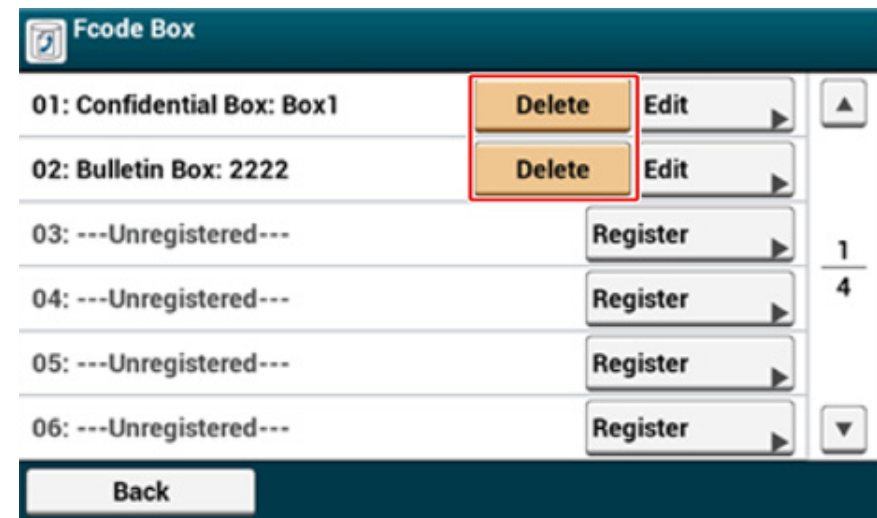 Fcode Box
01: Confidential Box: Box1 Delete Edit
02: Bulletin Box: 2222 Delete Edit
03: ---Unregistered--- Register
04: ---Unregistered--- Register
05: ---Unregistered--- Register
06: ---Unregistered--- Register
1
4
Back